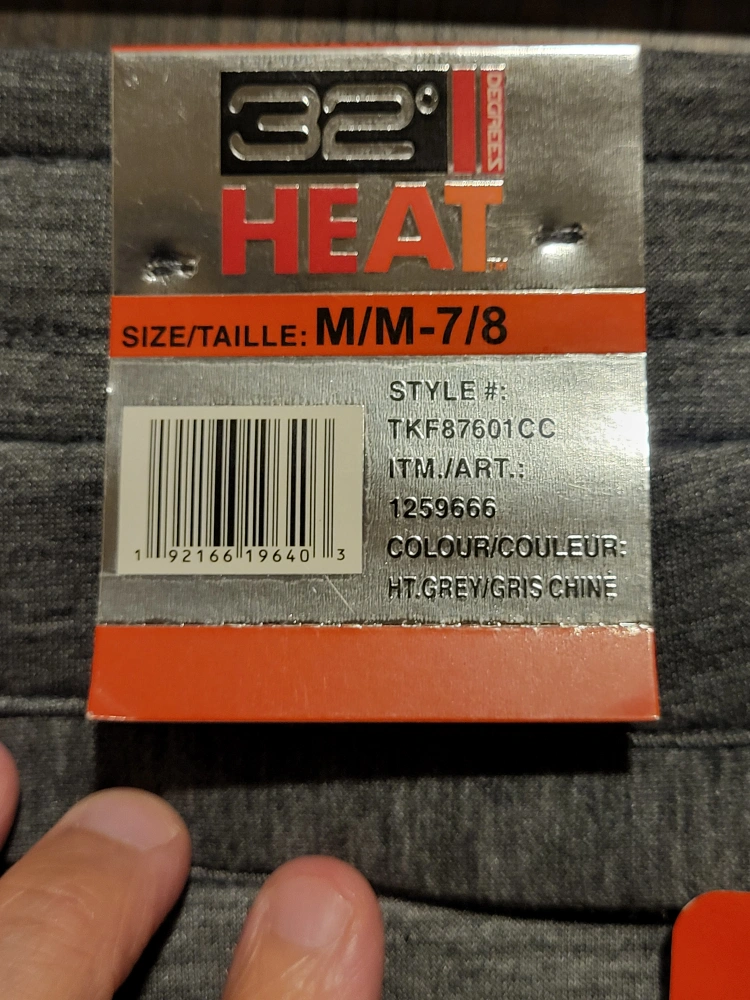 32° DEGREES
HEAT™
SIZE/TAILLE: M/M-7/8
STYLE #:
TKF87601CC
ITM./ART.:
1259666
COLOUR/COULEUR:
HT.GREY/GRIS CHINÉ
1 92166 19640 3